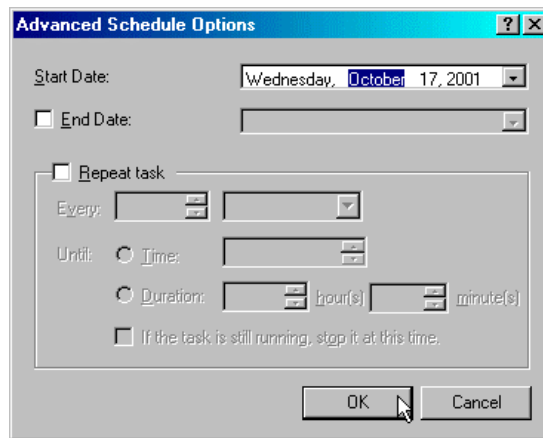 Advanced Schedule Options
Start Date: Wednesday, October 17, 2001
End Date:
Repeat task
Every:
Until: Time:
Duration: hour(s) minute(s)
If the task is still running, stop it at this time.
OK Cancel